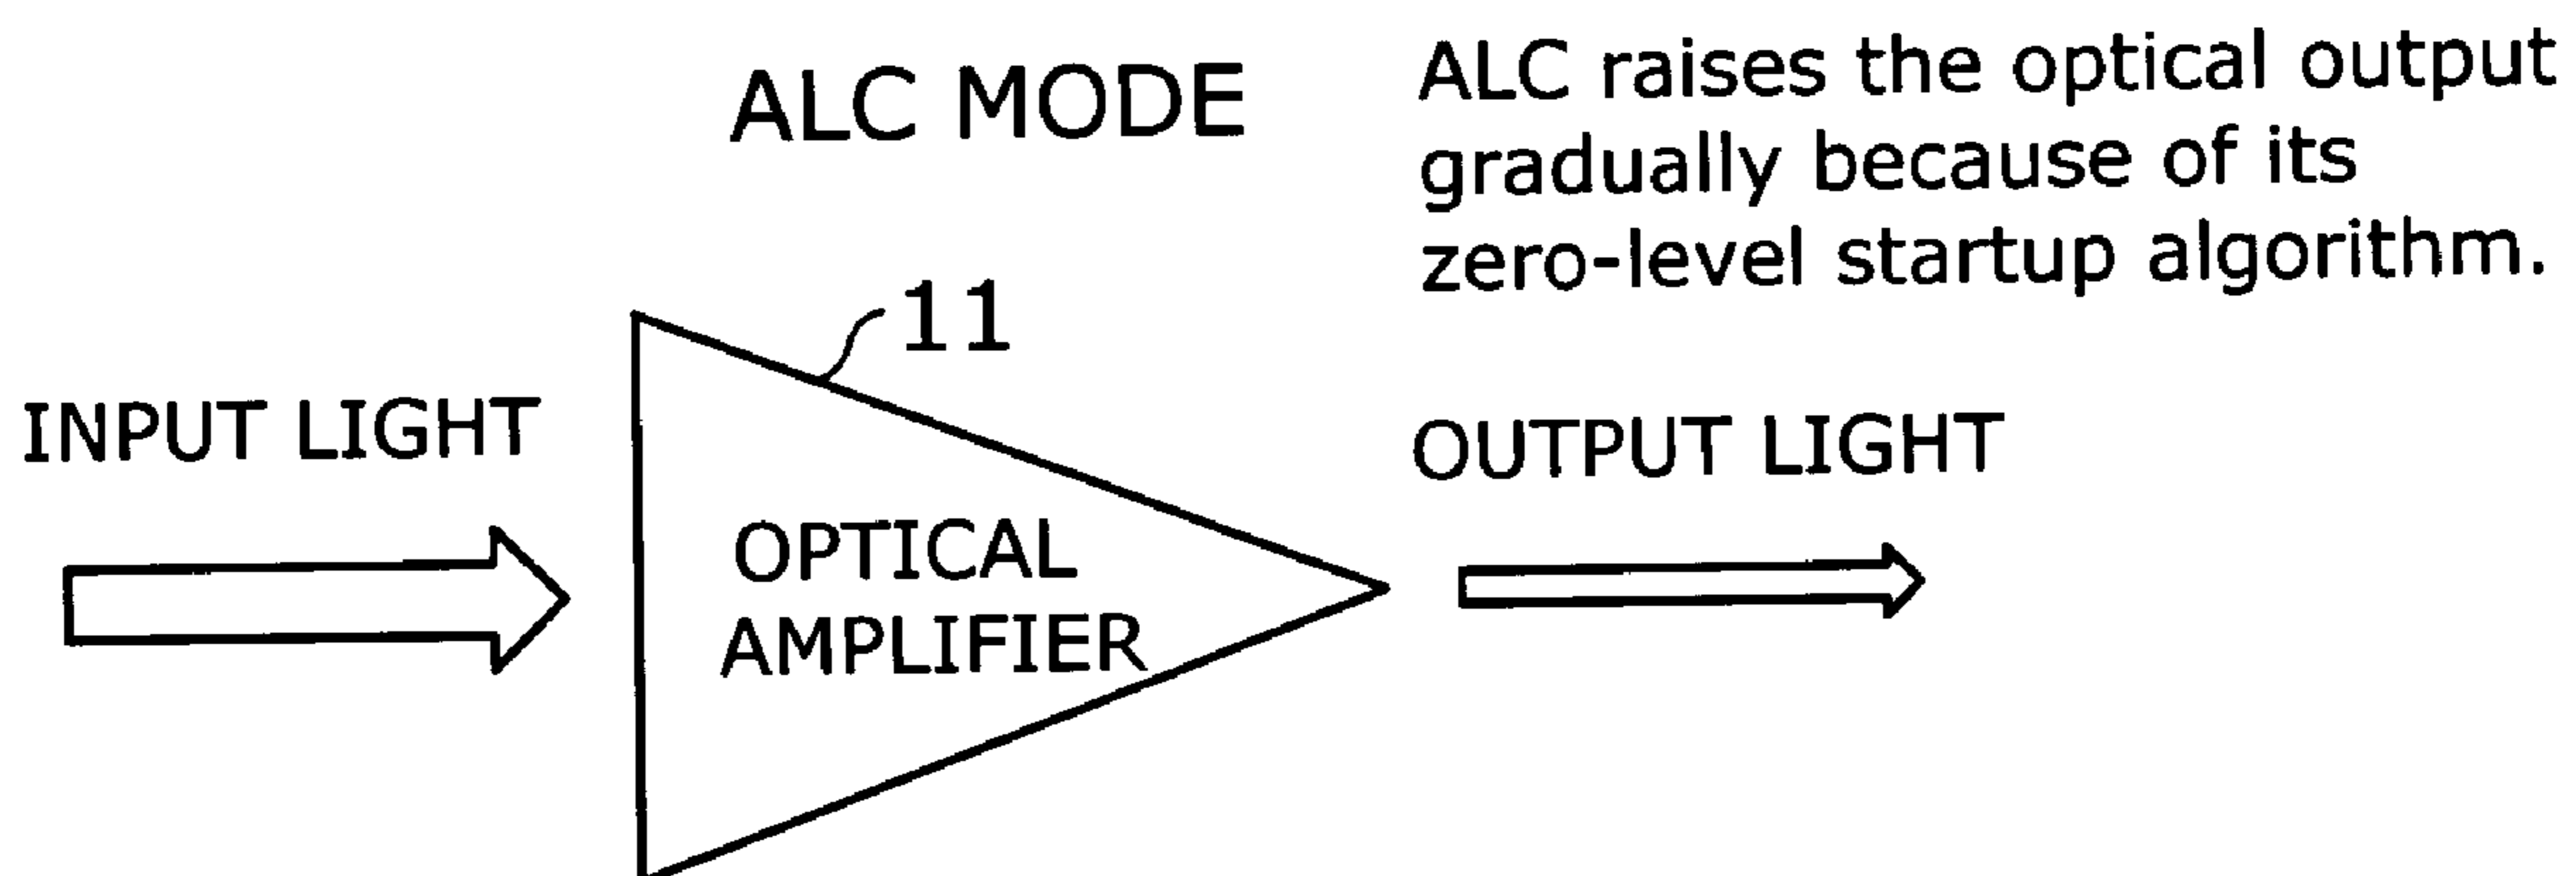 ALC MODE
ALC raises the optical output
gradually because of its
zero-level startup algorithm.
11
INPUT LIGHT
OUTPUT LIGHT
OPTICAL
AMPLIFIER